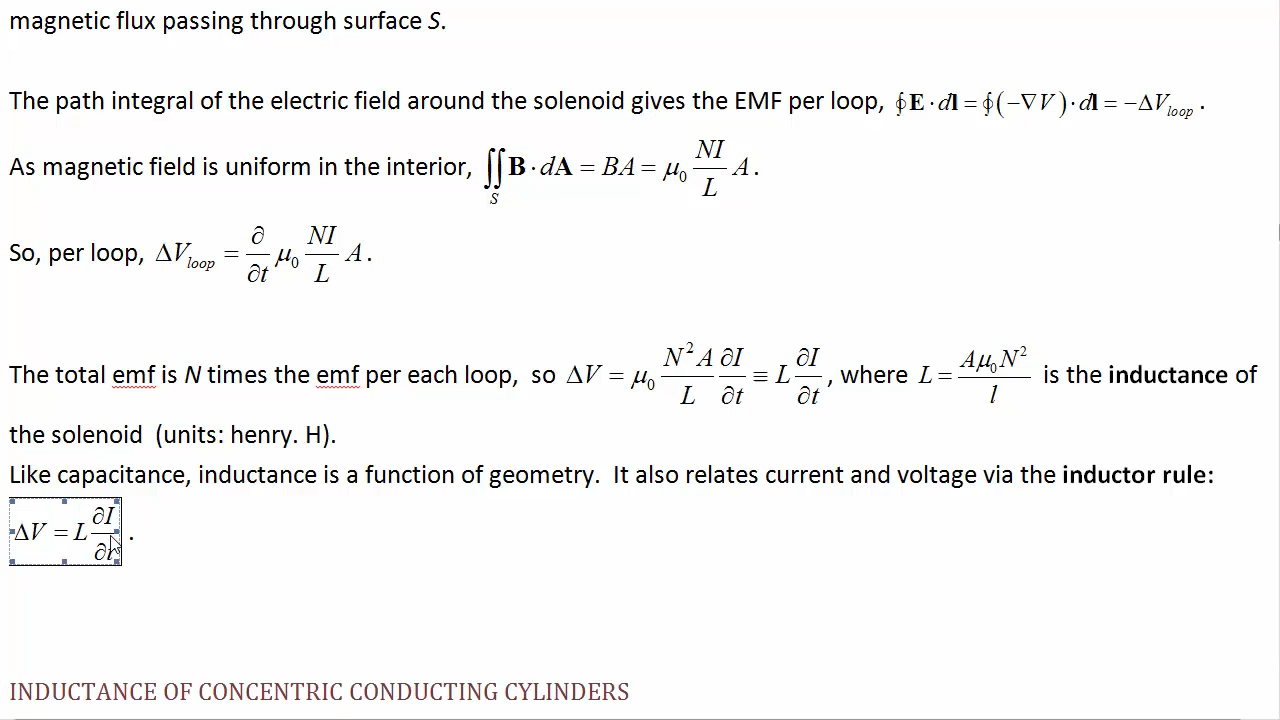 magnetic flux passing through surface S.
The path integral of the electric field around the solenoid gives the EMF per loop, ∮E·dl = ∮(−∇V)·dl = −ΔV_loop .
As magnetic field is uniform in the interior, ∬_S B·dA = BA = μ₀ NI/L A.
So, per loop, ΔV_loop = ∂/∂t μ₀ NI/L A.
The total emf is N times the emf per each loop, so ΔV = μ₀ N²A/L ∂I/∂t ≡ L ∂I/∂t, where L = Aμ₀N²/l is the inductance of
the solenoid (units: henry. H).
Like capacitance, inductance is a function of geometry. It also relates current and voltage via the inductor rule:
ΔV = L ∂I/∂t .
INDUCTANCE OF CONCENTRIC CONDUCTING CYLINDERS